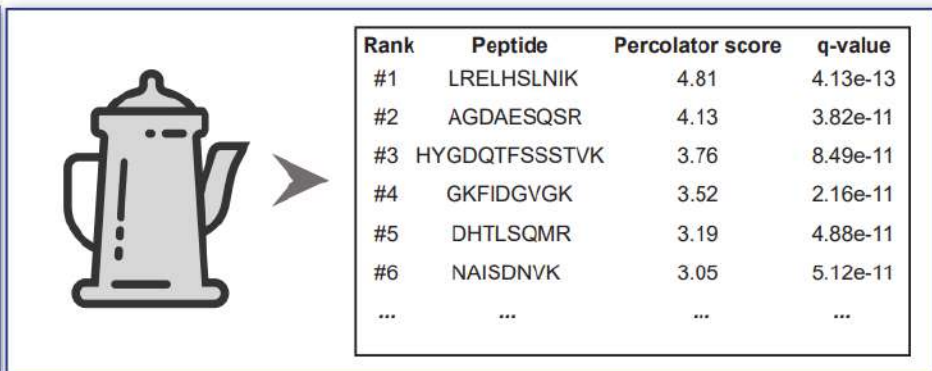 Rank Peptide Percolator score q-value
#1 LRELHSLNIK 4.81 4.13e-13
#2 AGDAESQSR 4.13 3.82e-11
#3 HYGDQTFSSSTVK 3.76 8.49e-11
#4 GKFIDGVGK 3.52 2.16e-11
#5 DHTLSQMR 3.19 4.88e-11
#6 NAISDNVK 3.05 5.12e-11
... ... ... ...